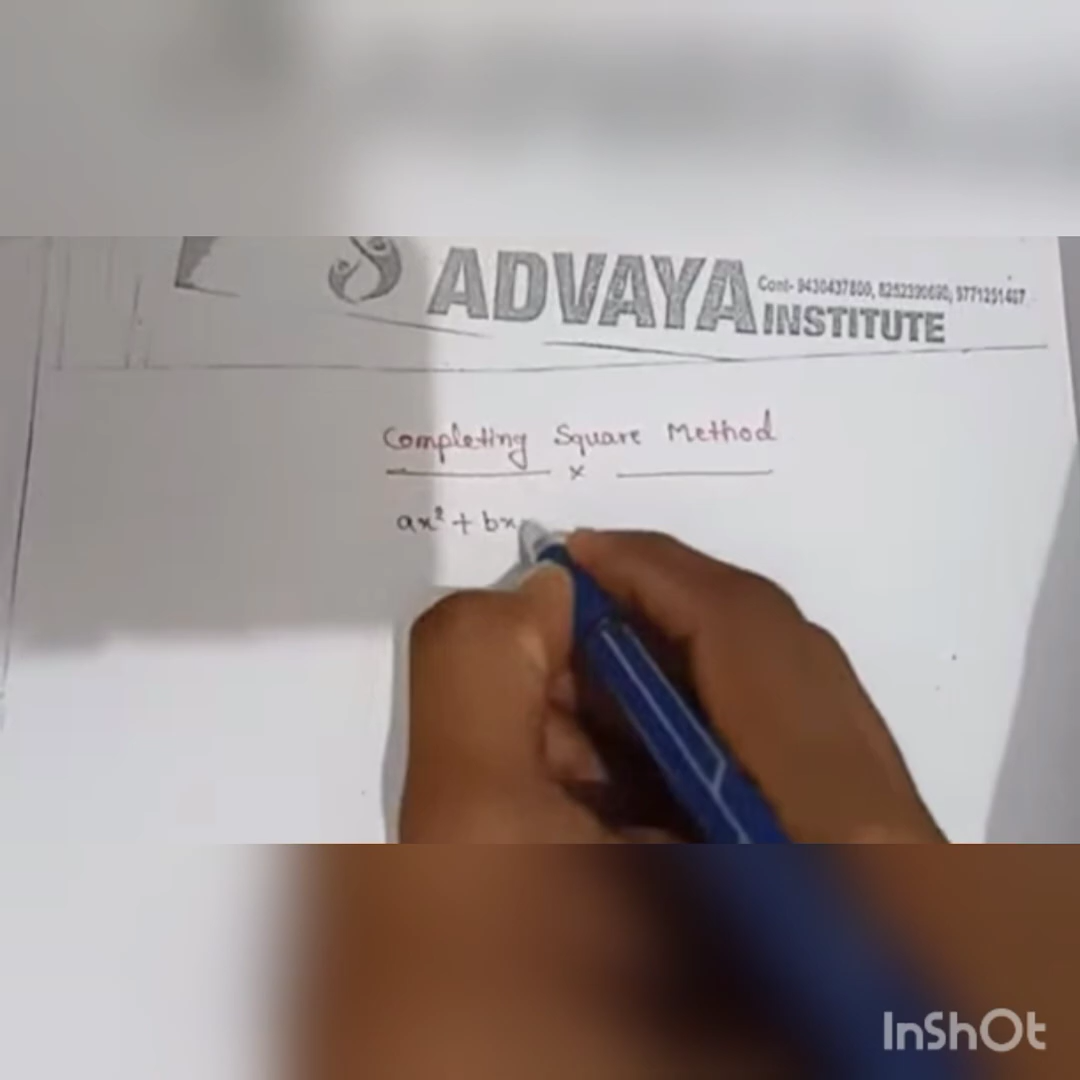 ADVAYA
INSTITUTE
Completing Square Method
x
ax² + bx
InShOt